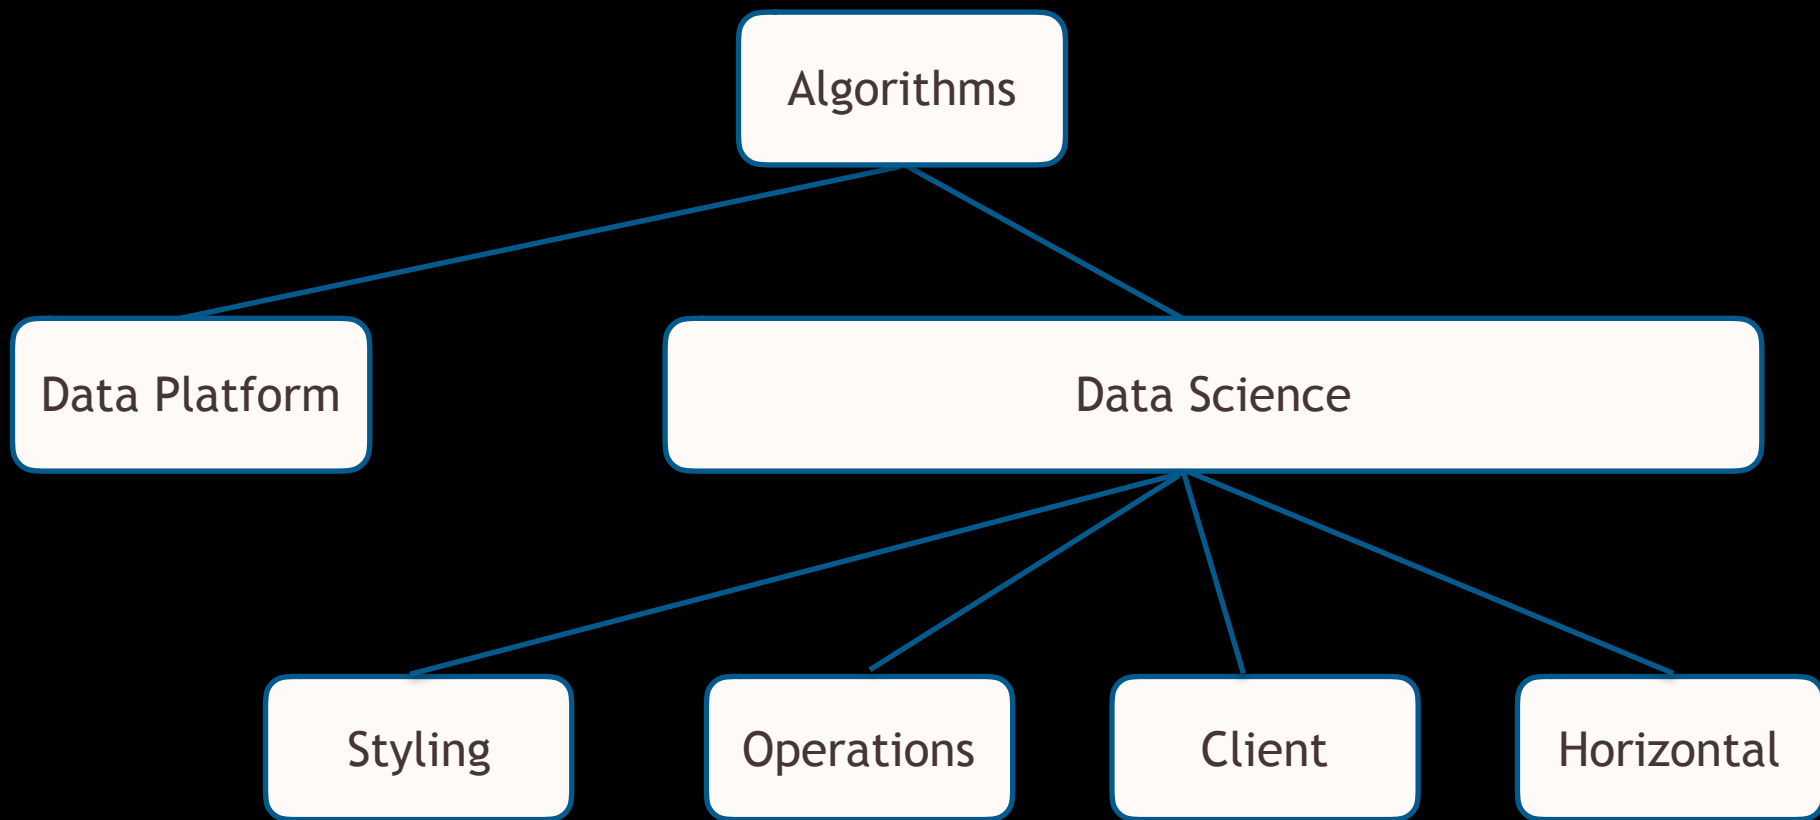 Algorithms
Data Platform
Data Science
Styling
Operations
Client
Horizontal